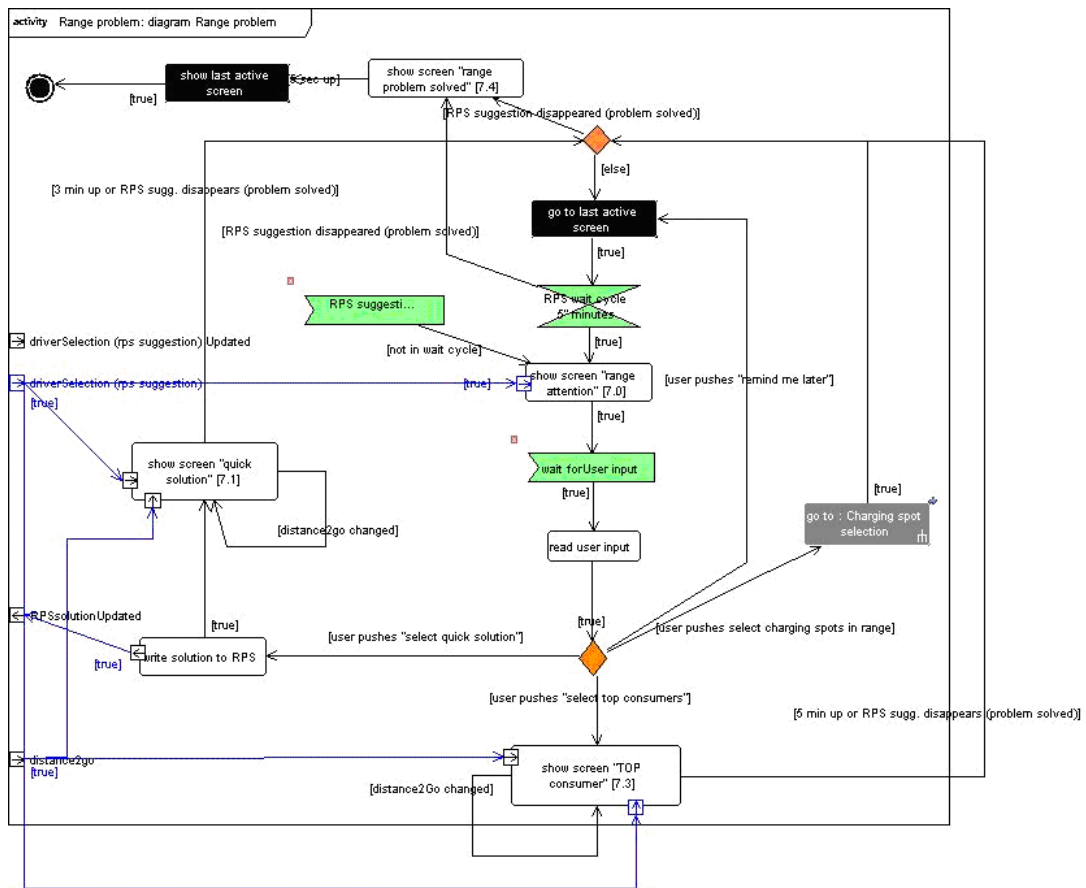 activity Range problem: diagram Range problem
show last active
screen
[5 sec up]
show screen "range
problem solved" [7.4]
[true]
[RPS suggestion disappeared (problem solved)]
[else]
[3 min up or RPS sugg. disappears (problem solved)]
go to last active
screen
[RPS suggestion disappeared (problem solved)]
[true]
RPS wait cycle
5" minutes
RPS suggesti...
driverSelection (rps suggestion) Updated
[not in wait cycle]
[true]
driverSelection (rps suggestion)
[true]
show screen "range
attention" [7.0]
[user pushes "remind me later"]
[true]
[true]
show screen "quick
solution" [7.1]
wait forUser input
[true]
[true]
go to : Charging spot
selection
[distance2go changed]
read user input
RPSsolutionUpdated
[true]
[true]
[user pushes "select quick solution"]
[user pushes select charging spots in range]
write solution to RPS
[true]
[user pushes "select top consumers"]
[5 min up or RPS sugg. disappears (problem solved)]
distance2go
[true]
show screen "TOP
consumer" [7.3]
[distance2Go changed]